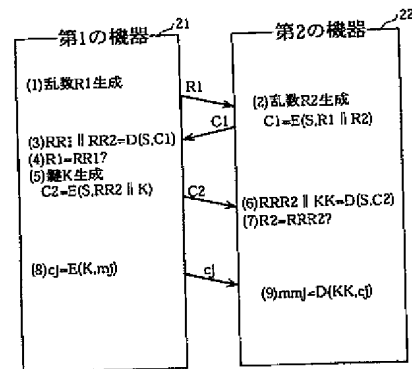 第1の機器
21
第2の機器
22
(1)乱数R1生成
R1
(2)乱数R2生成
C1=E(S,R1∥R2)
C1
(3)RR1∥RR2=D(S,C1)
(4)R1=RR1?
(5)鍵K生成
C2=E(S,RR2∥K)
C2
(6)RRR2∥KK=D(S,C2)
(7)R2=RRR2?
(8)cj=E(K,mj)
cj
(9)mmj=D(KK,cj)